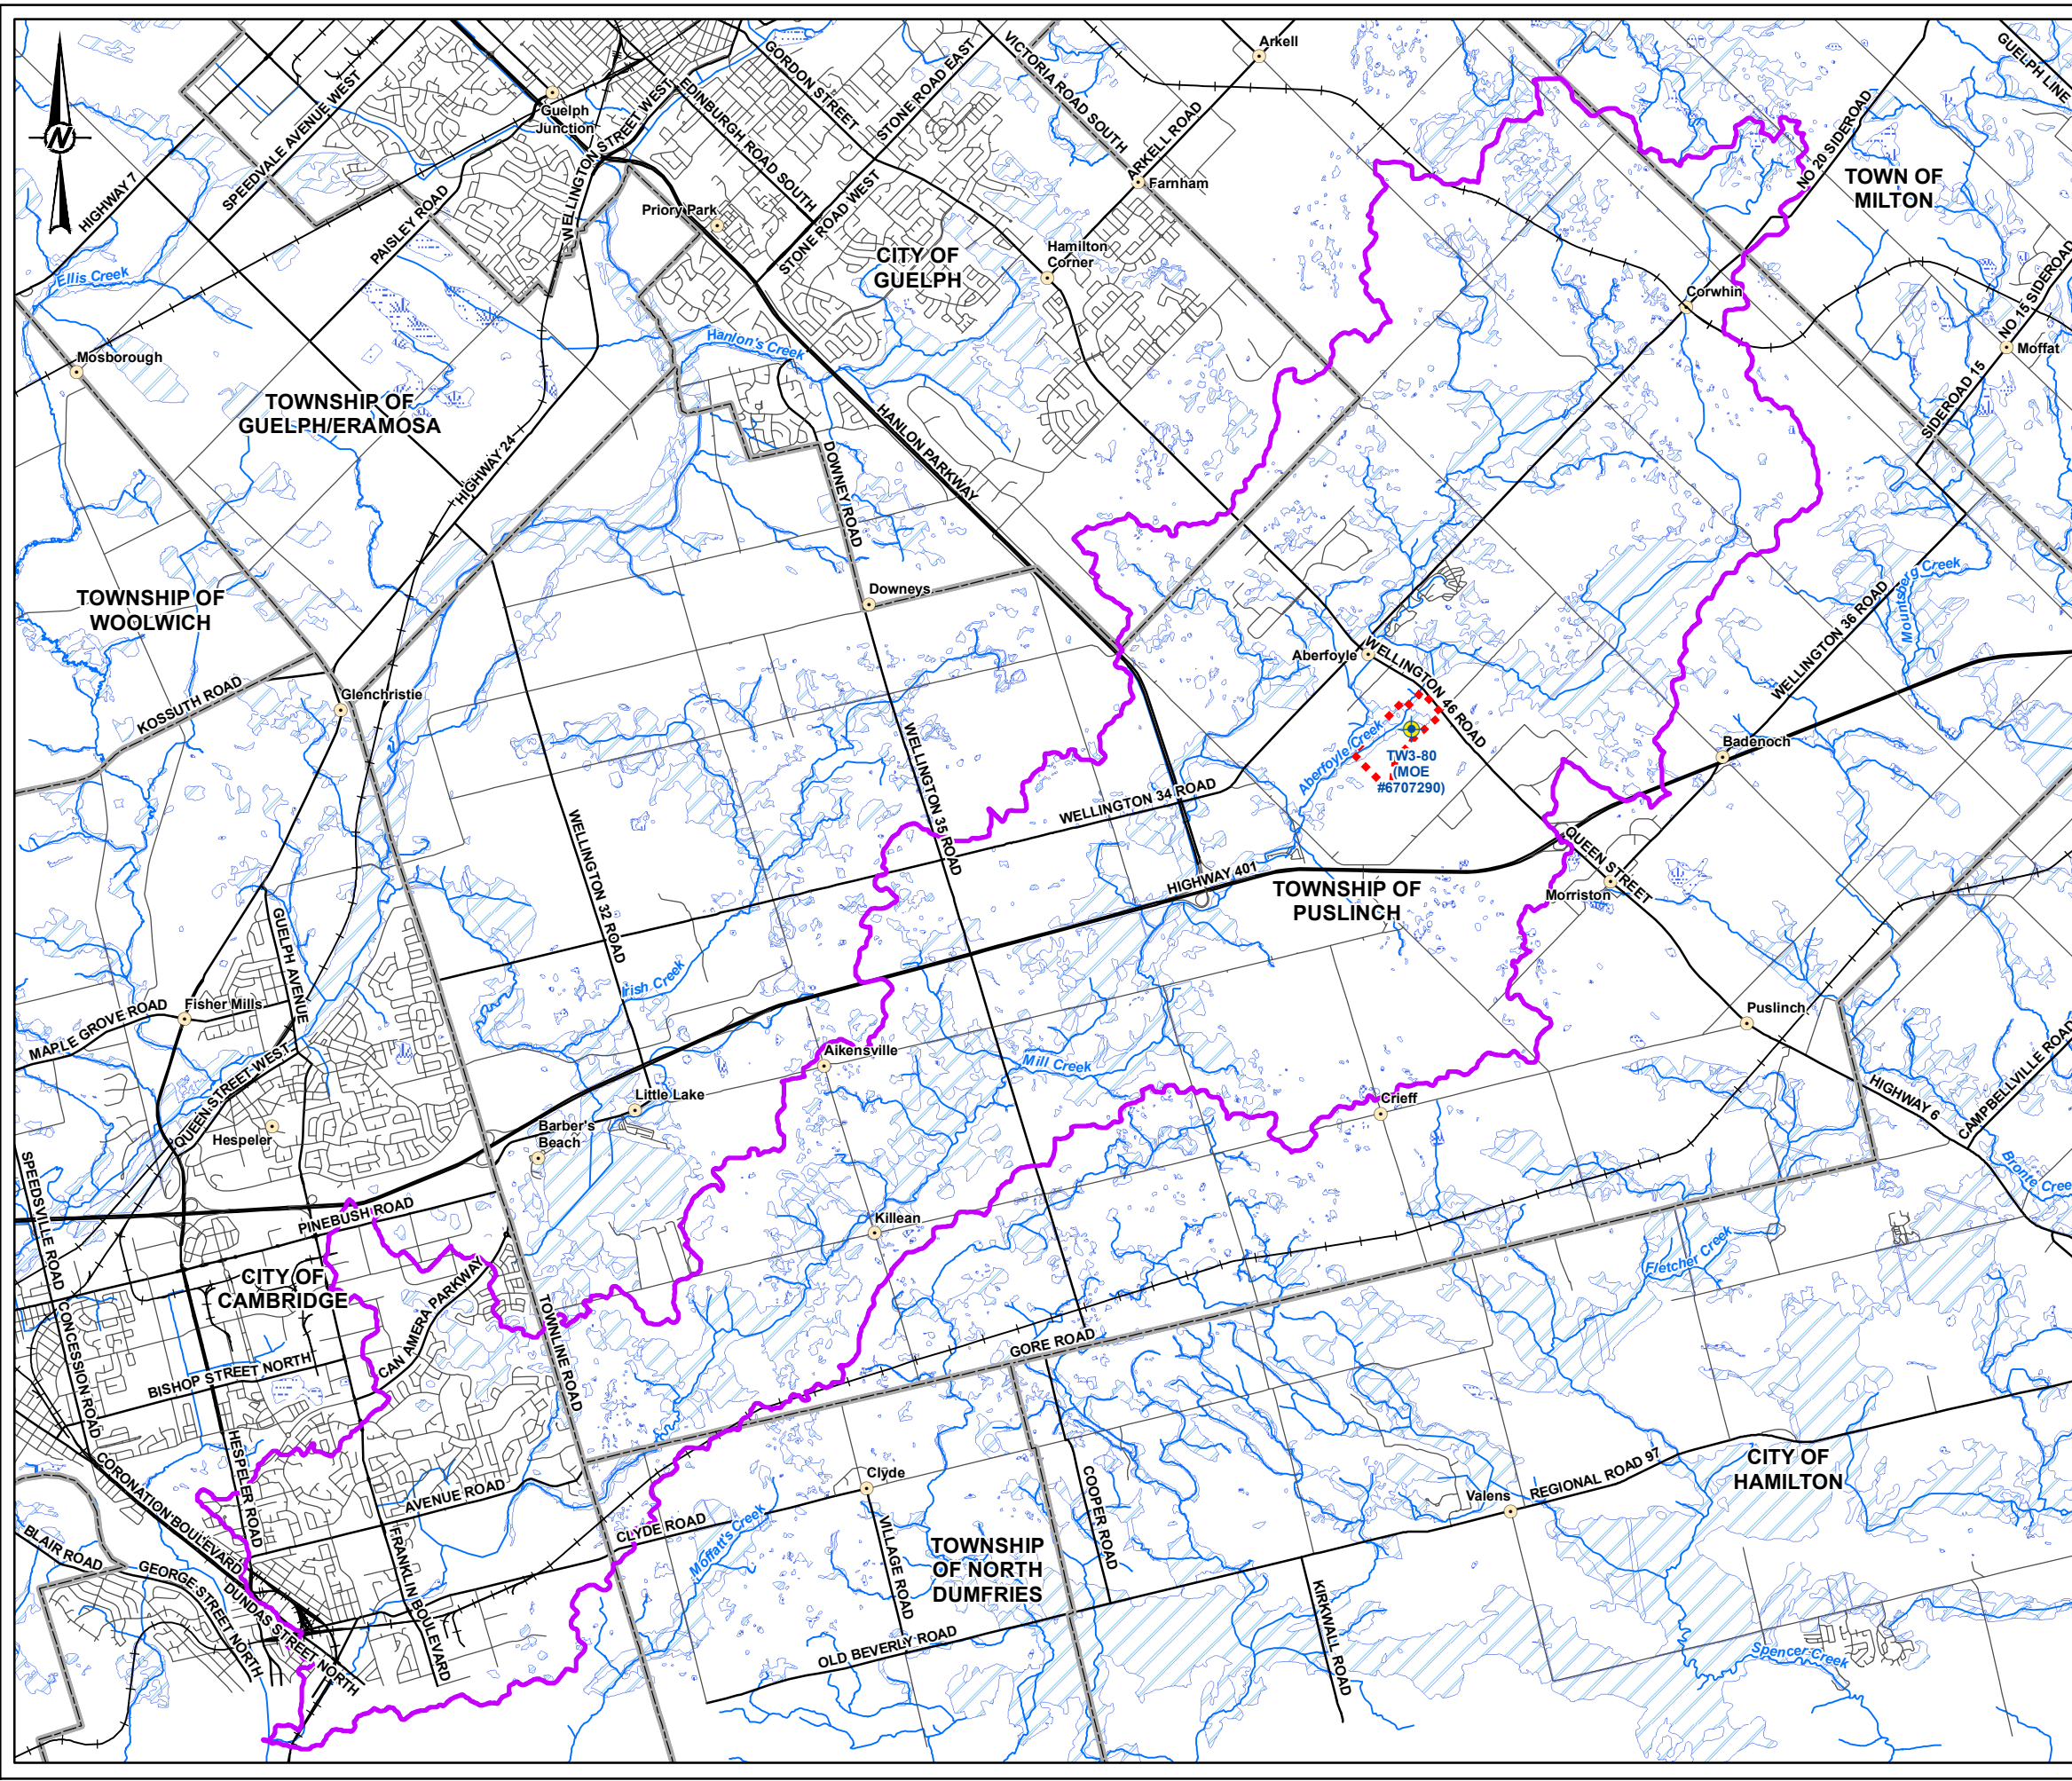 N
HIGHWAY 7
SPEEDVALE AVENUE WEST
PAISLEY ROAD
Guelph
Junction
WELLINGTON STREET WEST
EDINBURGH ROAD SOUTH
GORDON STREET
STONE ROAD EAST
STONE ROAD WEST
VICTORIA ROAD SOUTH
Arkell
ARKELL ROAD
Farnham
Priory Park
CITY OF
GUELPH
Hamilton
Corner
GUELPH LINE
NO 20 SIDEROAD
TOWN OF
MILTON
NO 15 SIDEROAD
Moffat
SIDEROAD 15
Corwhin
Ellis Creek
Mosborough
TOWNSHIP OF
GUELPH/ERAMOSA
HIGHWAY 24
Hanlon's Creek
HANLON PARKWAY
DOWNEY ROAD
Downeys
TOWNSHIP OF
WOOLWICH
KOSSUTH ROAD
Glenchristie
Aberfoyle
WELLINGTON 46 ROAD
Aberfoyle Creek
TW3-80
(MOE
#6707290)
Mountsberg Creek
WELLINGTON 36 ROAD
Badenoch
WELLINGTON 35 ROAD
WELLINGTON 34 ROAD
WELLINGTON 32 ROAD
HIGHWAY 401
TOWNSHIP OF
PUSLINCH
QUEEN STREET
Morriston
Puslinch
GUELPH AVENUE
Irish Creek
Fisher Mills
MAPLE GROVE ROAD
QUEEN STREET WEST
Hespeler
Aikensville
Little Lake
Barber's
Beach
Mill Creek
Crieff
HIGHWAY 6
CAMPBELLVILLE ROAD
Bronte Cree
SPEEDSVILLE ROAD
PINEBUSH ROAD
Killean
Fletcher Creek
CITY OF
CAMBRIDGE
CAN AMERA PARKWAY
TOWNLINE ROAD
GORE ROAD
CONCESSION ROAD
BISHOP STREET NORTH
HESPELER ROAD
CORONATION BOULEVARD
AVENUE ROAD
CLYDE ROAD
Clyde
Moffatt's Creek
VILLAGE ROAD
TOWNSHIP
OF NORTH
DUMFRIES
COOPER ROAD
Valens
REGIONAL ROAD 97
CITY OF
HAMILTON
BLAIR ROAD
GEORGE STREET NORTH
DUNDAS STREET NORTH
FRANKLIN BOULEVARD
OLD BEVERLY ROAD
KIRKWALL ROAD
Spencer Creek